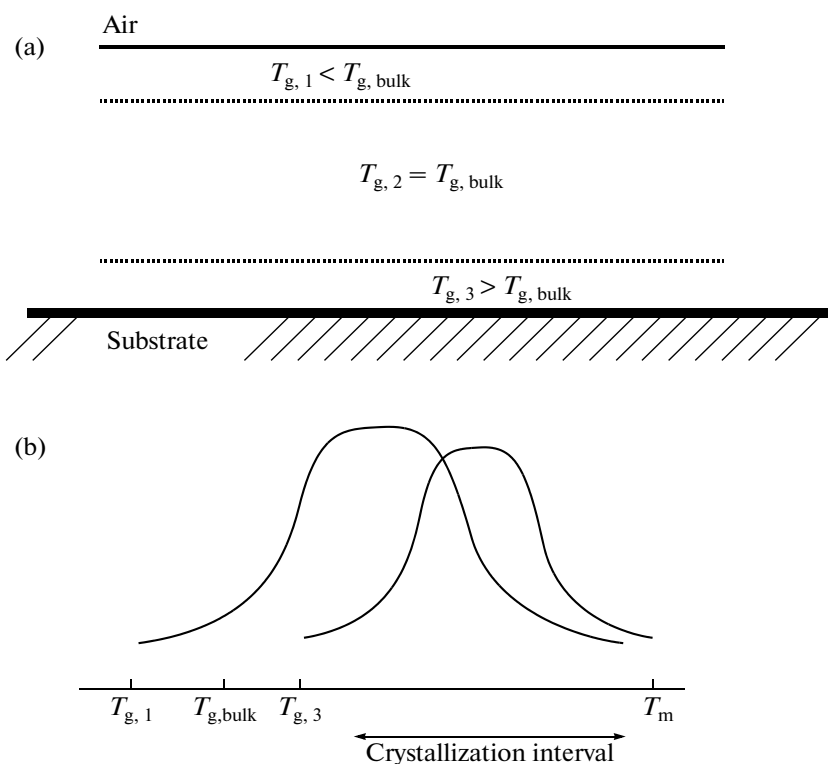 (a)
Air
T_g, 1 < T_g, bulk
T_g, 2 = T_g, bulk
T_g, 3 > T_g, bulk
Substrate
(b)
T_g, 1 T_g,bulk T_g, 3 T_m
Crystallization interval